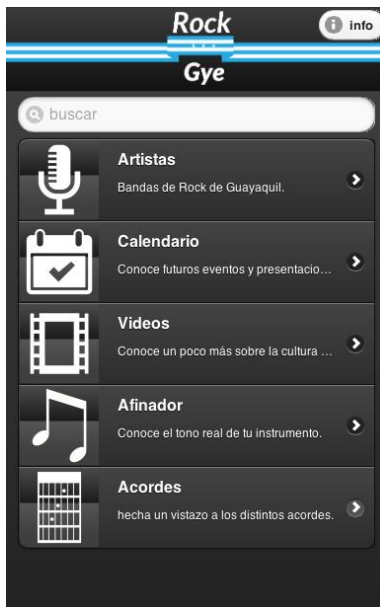 Rock
info
Gye
buscar
Artistas
Bandas de Rock de Guayaquil.
Calendario
Conoce futuros eventos y presentacio...
Videos
Conoce un poco más sobre la cultura ...
Afinador
Conoce el tono real de tu instrumento.
Acordes
hecha un vistazo a los distintos acordes.